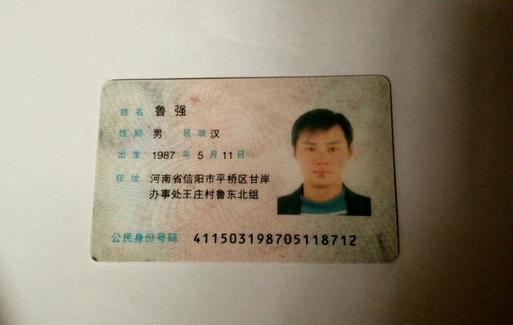 姓名 鲁强
性别 男 民族 汉
出生 1987 年 5 月 11 日
住址 河南省信阳市平桥区甘岸
办事处王庄村鲁东北组
公民身份号码 411503198705118712